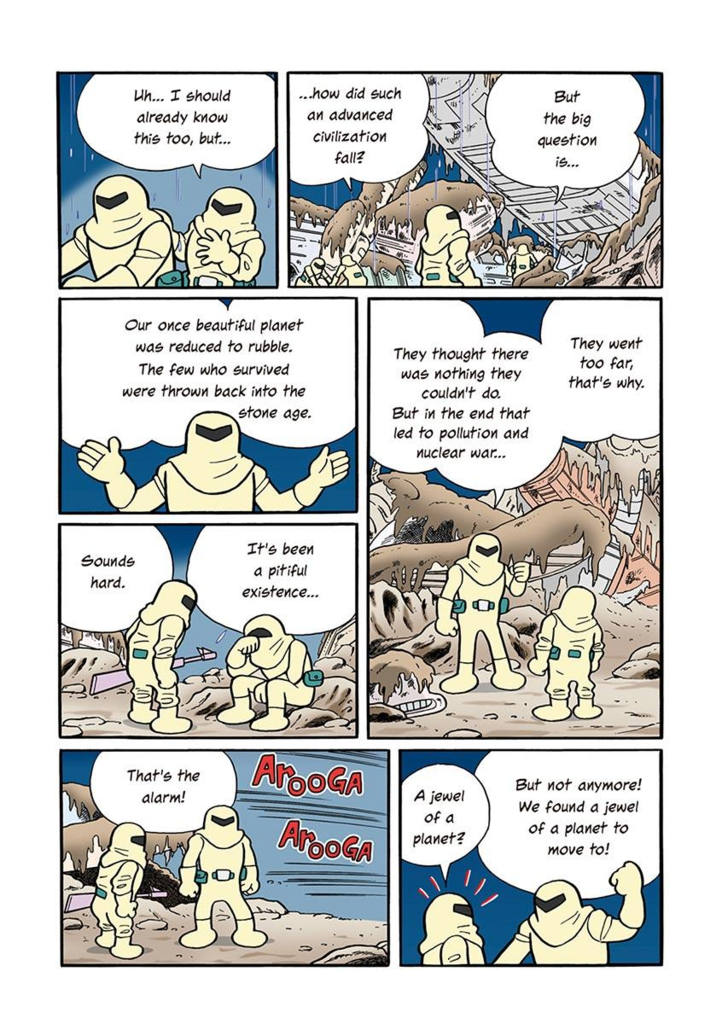 But
the big
question
is...
...how did such
an advanced
civilization
fall?
Uh... I should
already know
this too, but...
They went
too far,
that's why.
They thought there
was nothing they
couldn't do.
But in the end that
led to pollution and
nuclear war...
Our once beautiful planet
was reduced to rubble.
The few who survived
were thrown back into the
stone age.
It's been
a pitiful
existence...
Sounds
hard.
But not anymore!
We found a jewel
of a planet to
move to!
A jewel
of a
planet?
AROOGA
AROOGA
That's the
alarm!